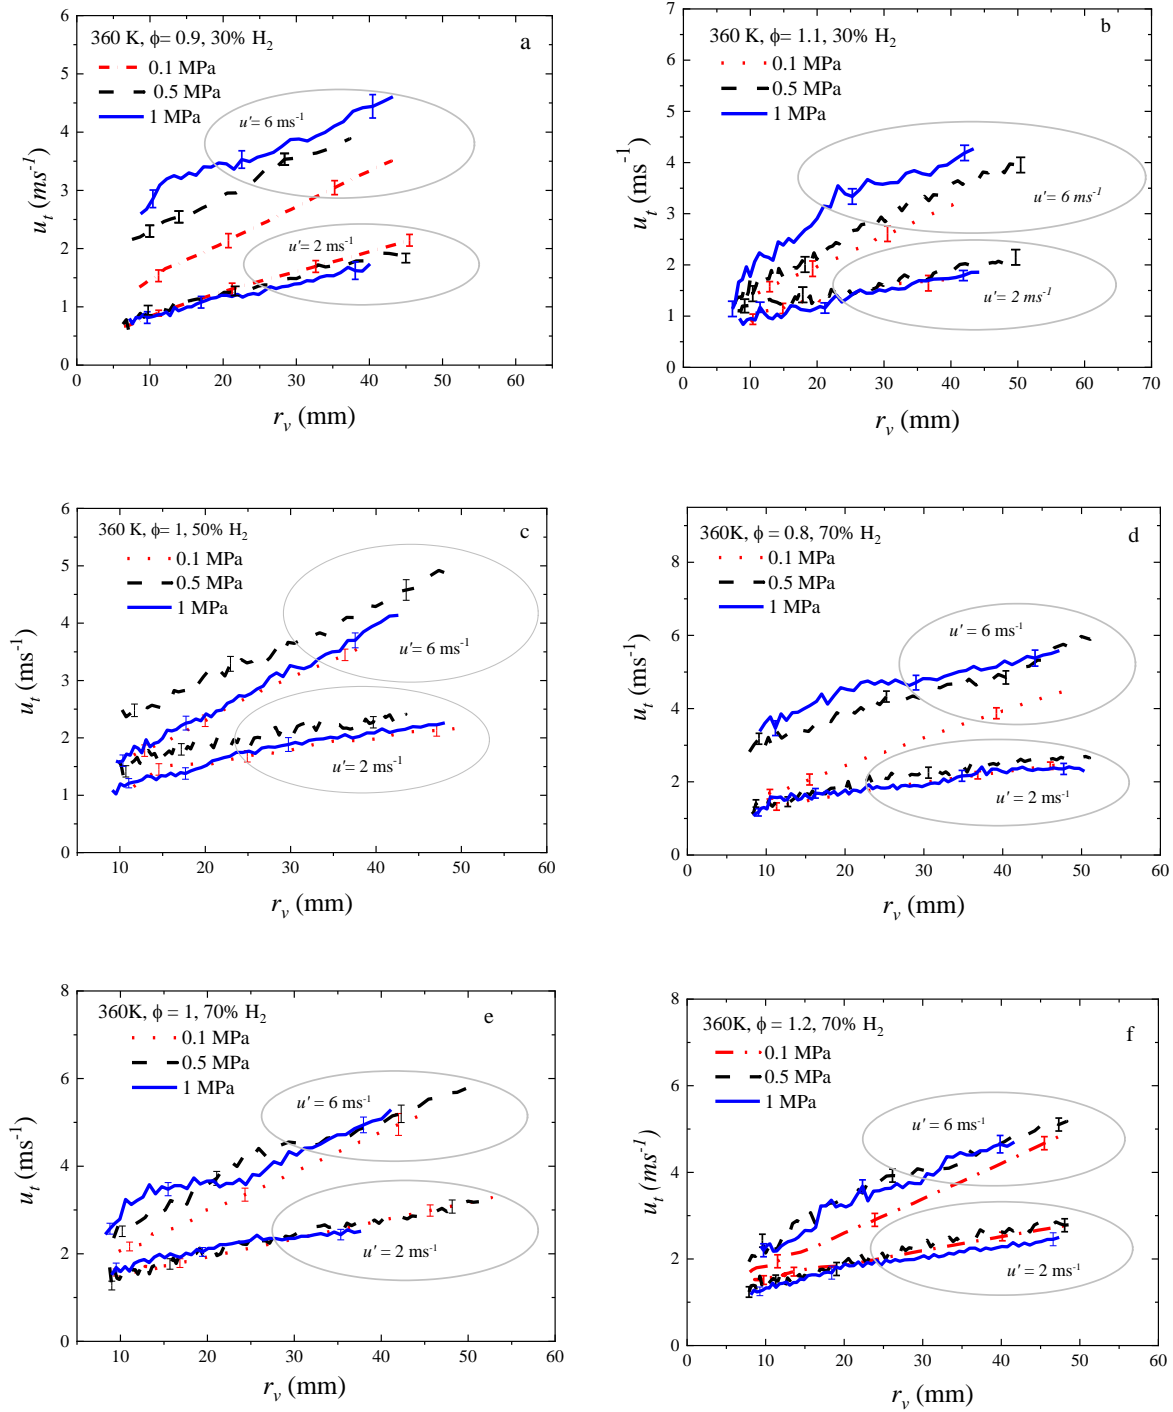 360 K, ϕ= 0.9, 30% H₂
a
0.1 MPa
0.5 MPa
1 MPa
u'= 6 ms⁻¹
u'= 2 ms⁻¹
0
1
2
3
4
5
6
10
20
30
40
50
60
uₜ (ms⁻¹)
rᵥ (mm)
360 K, ϕ = 1.1, 30% H₂
b
0.1 MPa
0.5 MPa
1 MPa
u'= 6 ms⁻¹
u'= 2 ms⁻¹
0
1
2
3
4
5
6
7
0
10
20
30
40
50
60
70
uₜ (ms⁻¹)
rᵥ (mm)
360 K, ϕ= 1, 50% H₂
c
0.1 MPa
0.5 MPa
1 MPa
u'= 6 ms⁻¹
u'= 2 ms⁻¹
0
1
2
3
4
5
6
10
20
30
40
50
60
uₜ (ms⁻¹)
rᵥ (mm)
360K, ϕ = 0.8, 70% H₂
d
0.1 MPa
0.5 MPa
1 MPa
u' = 6 ms⁻¹
u' = 2 ms⁻¹
0
2
4
6
8
0
10
20
30
40
50
60
uₜ (ms⁻¹)
rᵥ (mm)
360K, ϕ = 1, 70% H₂
e
0.1 MPa
0.5 MPa
1 MPa
u' = 6 ms⁻¹
u' = 2 ms⁻¹
0
2
4
6
8
10
20
30
40
50
60
uₜ (ms⁻¹)
rᵥ (mm)
360K, ϕ = 1.2, 70% H₂
f
0.1 MPa
0.5 MPa
1 MPa
u' = 6 ms⁻¹
u' = 2 ms⁻¹
0
2
4
6
8
0
10
20
30
40
50
60
uₜ (ms⁻¹)
rᵥ (mm)